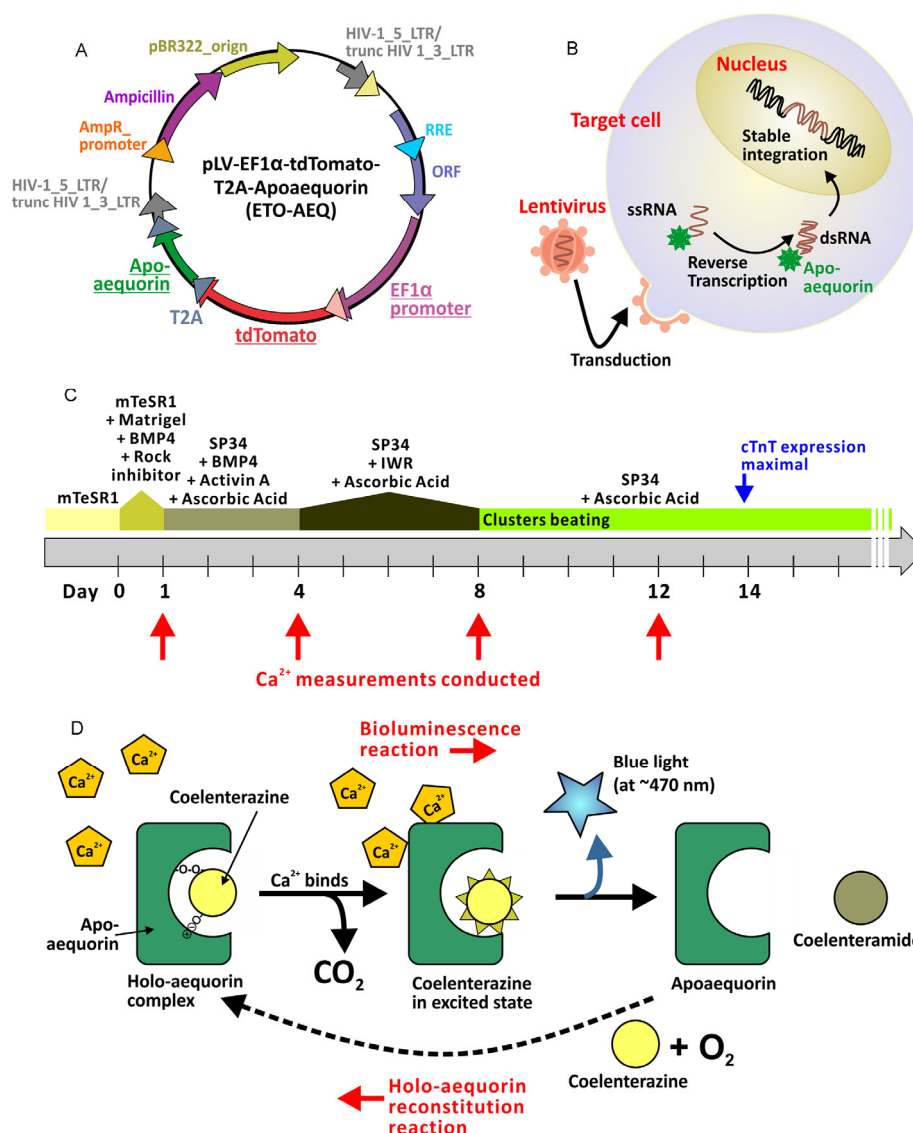 A
pBR322_orign
HIV-1_5_LTR/
trunc HIV 1_3_LTR
Ampicillin
AmpR_
promoter
RRE
ORF
pLV-EF1α-tdTomato-
T2A-Apoaequorin
(ETO-AEQ)
HIV-1_5_LTR/
trunc HIV 1_3_LTR
Apo-
aequorin
T2A
tdTomato
EF1α
promoter
B
Nucleus
Target cell
Stable
integration
Lentivirus
ssRNA
dsRNA
Reverse
Transcription
Apo-
aequorin
Transduction
C
mTeSR1
mTeSR1
+ Matrigel
+ BMP4
+ Rock
inhibitor
SP34
+ BMP4
+ Activin A
+ Ascorbic Acid
SP34
+ IWR
+ Ascorbic Acid
SP34
+ Ascorbic Acid
cTnT expression
maximal
Clusters beating
Day 0 1 4 8 12 14
Ca²⁺ measurements conducted
D
Bioluminescence
reaction
Ca²⁺
Ca²⁺
Ca²⁺
Coelenterazine
-O-O-
O
⊖
⊕
Apo-
aequorin
Holo-aequorin
complex
Ca²⁺ binds
CO₂
Ca²⁺
Ca²⁺
Ca²⁺
Coelenterazine
in excited state
Blue light
(at ~470 nm)
Apoaequorin
Coelenteramide
Coelenterazine
+ O₂
Holo-aequorin
reconstitution
reaction